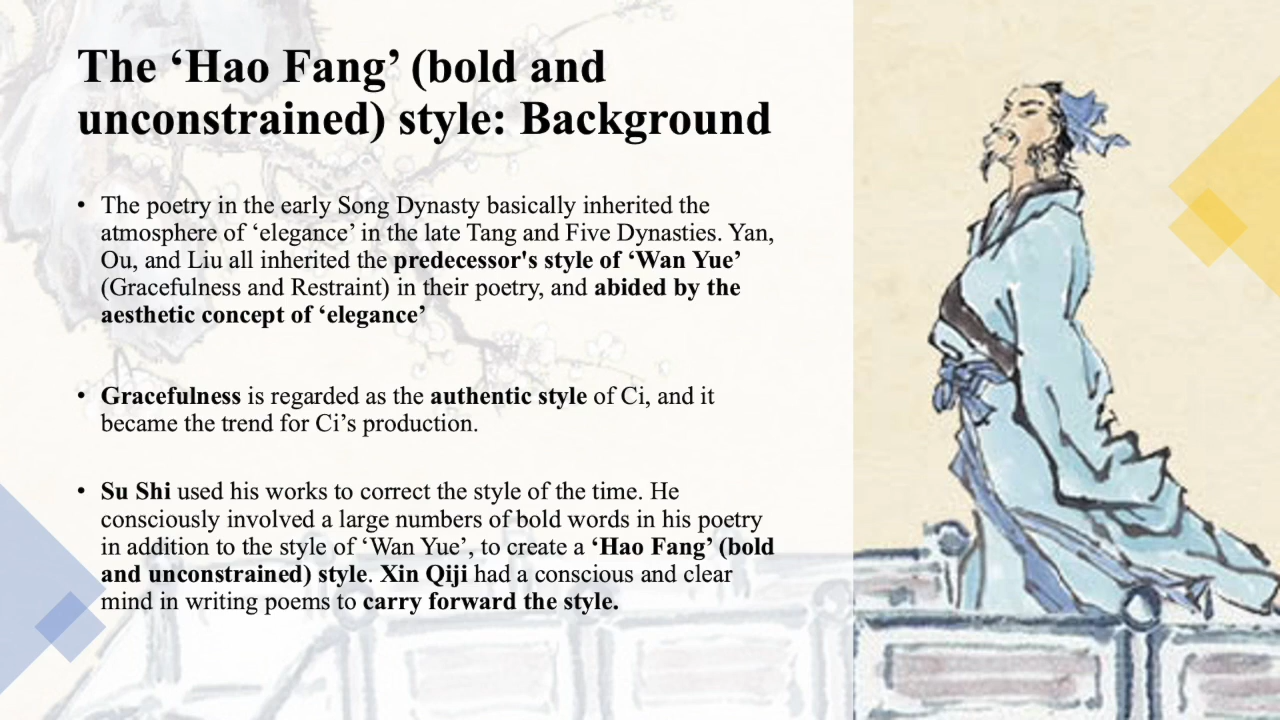 The ‘Hao Fang’ (bold and
unconstrained) style: Background
• The poetry in the early Song Dynasty basically inherited the
atmosphere of ‘elegance’ in the late Tang and Five Dynasties. Yan,
Ou, and Liu all inherited the predecessor's style of ‘Wan Yue’
(Gracefulness and Restraint) in their poetry, and abided by the
aesthetic concept of ‘elegance’
• Gracefulness is regarded as the authentic style of Ci, and it
became the trend for Ci’s production.
• Su Shi used his works to correct the style of the time. He
consciously involved a large numbers of bold words in his poetry
in addition to the style of ‘Wan Yue’, to create a ‘Hao Fang’ (bold
and unconstrained) style. Xin Qiji had a conscious and clear
mind in writing poems to carry forward the style.